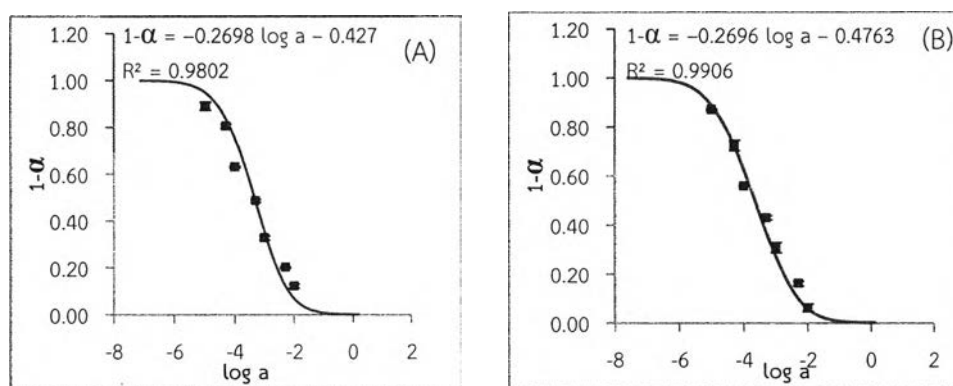 1-α = -0.2698 log a – 0.427
(A)
R² = 0.9802
1.20
1.00
0.80
0.60
0.40
0.20
0.00
1-α
-8
-6
-4
-2
0
2
log a
1-α = -0.2696 log a – 0.4763
(B)
R² = 0.9906
1.20
1.00
0.80
0.60
0.40
0.20
0.00
1-α
-8
-6
-4
-2
0
2
log a